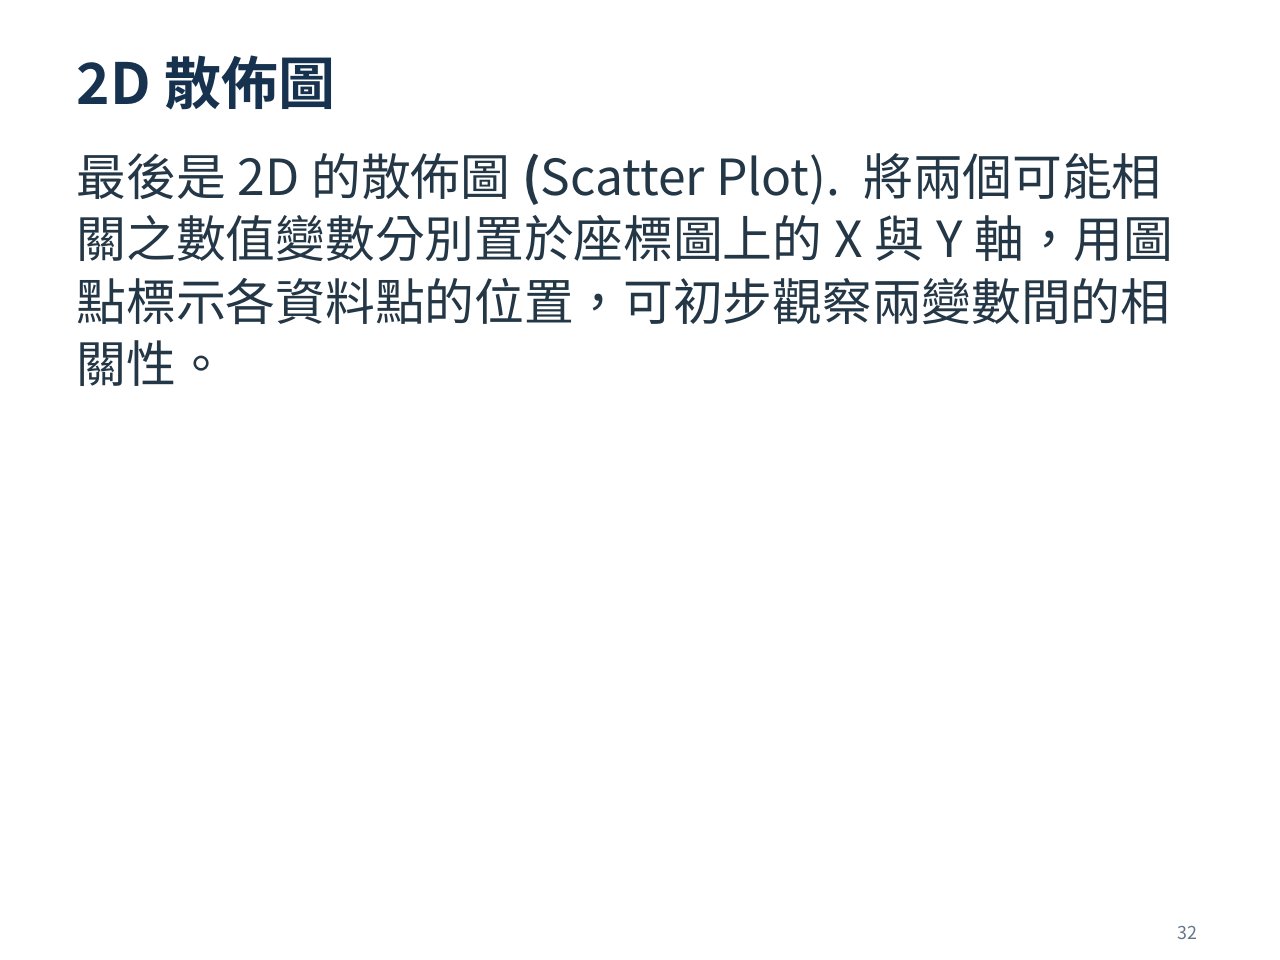 2D 散佈圖
最後是 2D 的散佈圖 (Scatter Plot).  將兩個可能相
關之數值變數分別置於座標圖上的 X 與 Y 軸，用圖
點標示各資料點的位置，可初步觀察兩變數間的相
關性。
32